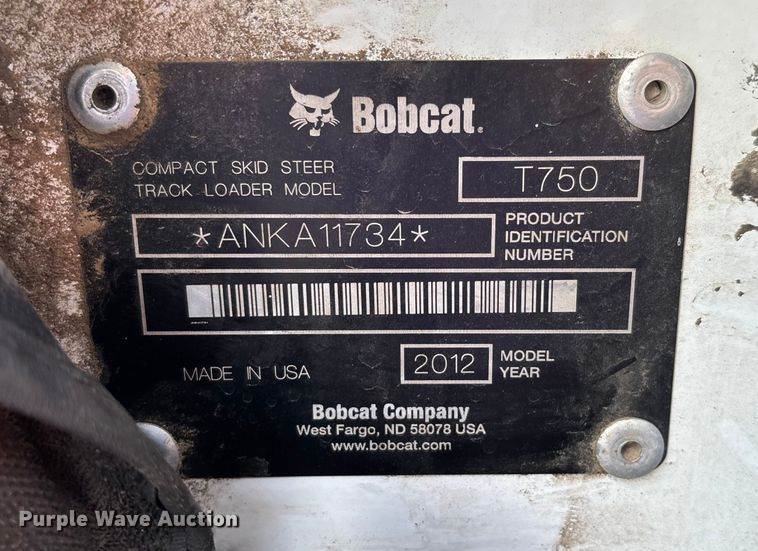 Bobcat.
COMPACT SKID STEER
TRACK LOADER MODEL
T750
*ANKA11734*
PRODUCT
IDENTIFICATION
NUMBER
MADE IN USA
2012
MODEL
YEAR
Bobcat Company
West Fargo, ND 58078 USA
www.bobcat.com
Purple Wave Auction